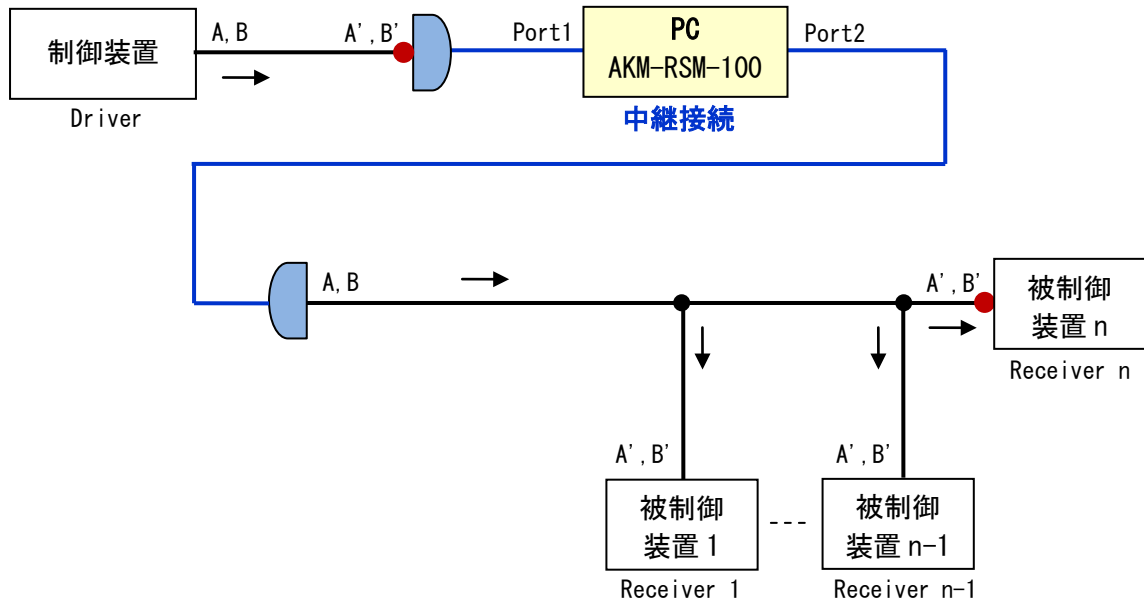 制御装置
Driver
A,B
A',B'
Port1
PC
AKM-RSM-100
Port2
中継接続
A,B
A',B'
被制御
装置n
Receiver n
A',B'
被制御
装置1
Receiver 1
---
A',B'
被制御
装置n-1
Receiver n-1